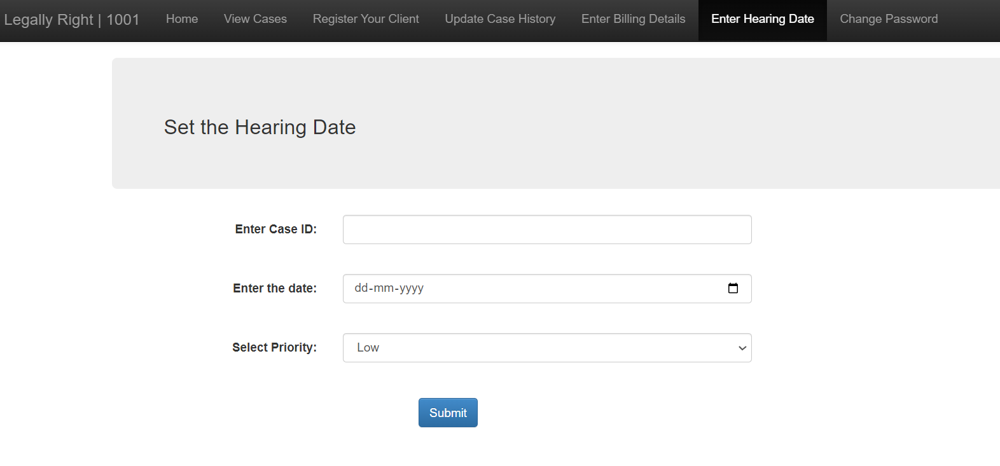 Legally Right | 1001 Home View Cases Register Your Client Update Case History Enter Billing Details Enter Hearing Date Change Password
Set the Hearing Date
Enter Case ID:
Enter the date: dd-mm-yyyy
Select Priority: Low
Submit